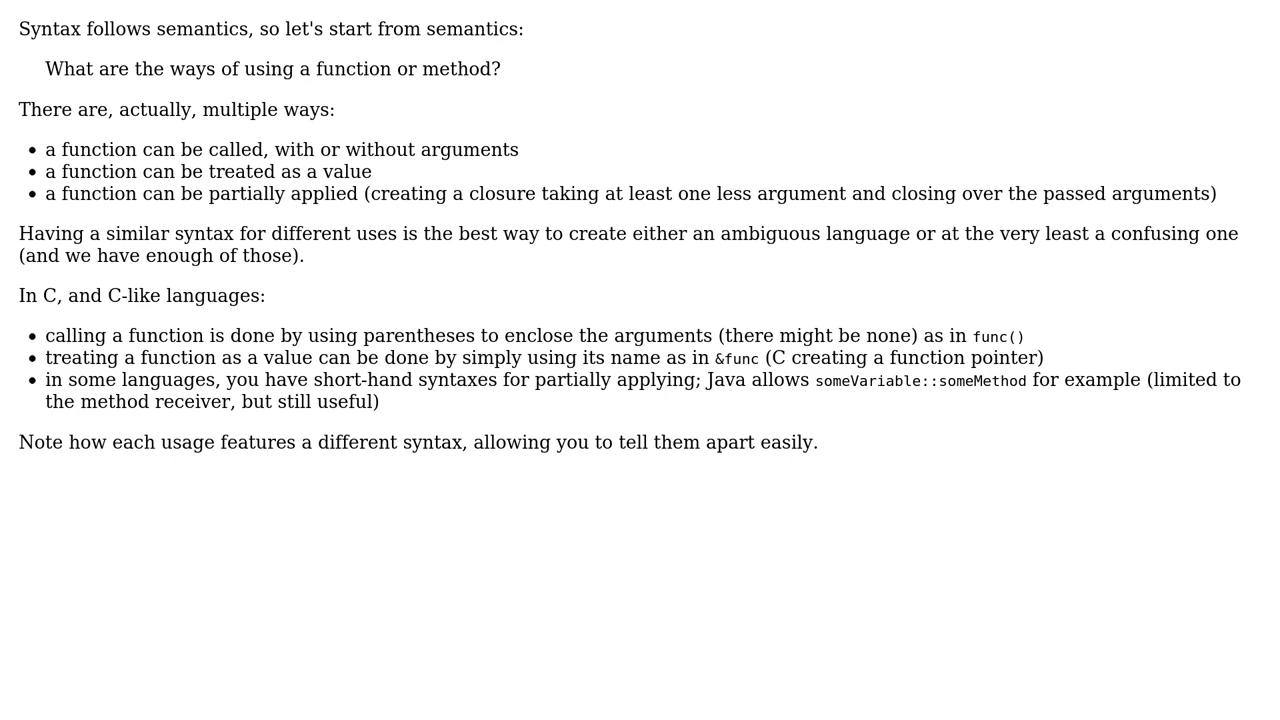 Syntax follows semantics, so let's start from semantics:
What are the ways of using a function or method?
There are, actually, multiple ways:
• a function can be called, with or without arguments
• a function can be treated as a value
• a function can be partially applied (creating a closure taking at least one less argument and closing over the passed arguments)
Having a similar syntax for different uses is the best way to create either an ambiguous language or at the very least a confusing one
(and we have enough of those).
In C, and C-like languages:
• calling a function is done by using parentheses to enclose the arguments (there might be none) as in func()
• treating a function as a value can be done by simply using its name as in &func (C creating a function pointer)
• in some languages, you have short-hand syntaxes for partially applying; Java allows someVariable::someMethod for example (limited to
the method receiver, but still useful)
Note how each usage features a different syntax, allowing you to tell them apart easily.